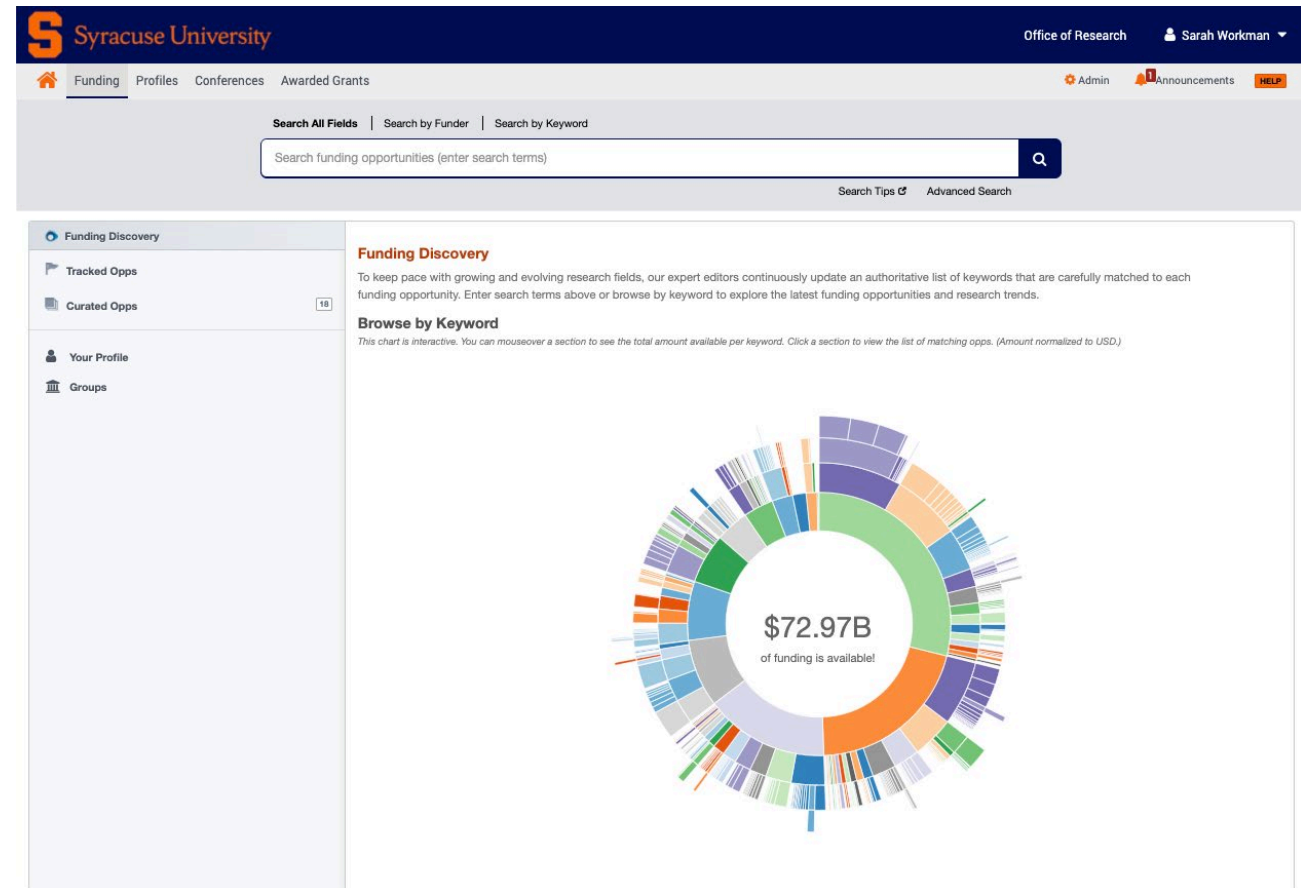 S Syracuse University
Office of Research
Sarah Workman
Funding Profiles Conferences Awarded Grants
Admin
1 Announcements
HELP
Search All Fields | Search by Funder | Search by Keyword
Search funding opportunities (enter search terms)
Search Tips Advanced Search
Funding Discovery
Tracked Opps
Curated Opps 18
Your Profile
Groups
Funding Discovery
To keep pace with growing and evolving research fields, our expert editors continuously update an authoritative list of keywords that are carefully matched to each
funding opportunity. Enter search terms above or browse by keyword to explore the latest funding opportunities and research trends.
Browse by Keyword
This chart is interactive. You can mouseover a section to see the total amount available per keyword. Click a section to view the list of matching opps. (Amount normalized to USD.)
$72.97B
of funding is available!